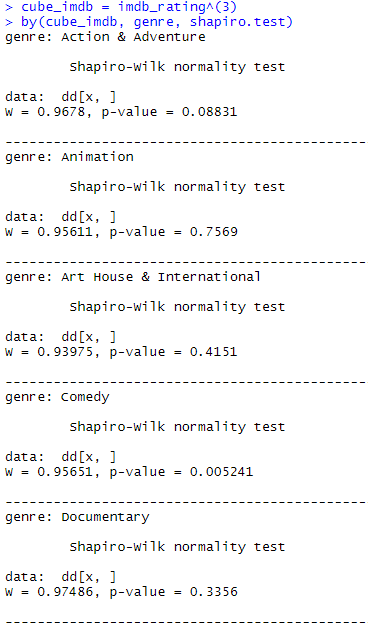 > cube_imdb = imdb_rating^(3)
> by(cube_imdb, genre, shapiro.test)
genre: Action & Adventure
Shapiro-Wilk normality test
data:  dd[x, ]
W = 0.9678, p-value = 0.08831
---------------------------------------------
genre: Animation
Shapiro-Wilk normality test
data:  dd[x, ]
W = 0.95611, p-value = 0.7569
---------------------------------------------
genre: Art House & International
Shapiro-Wilk normality test
data:  dd[x, ]
W = 0.93975, p-value = 0.4151
---------------------------------------------
genre: Comedy
Shapiro-Wilk normality test
data:  dd[x, ]
W = 0.95651, p-value = 0.005241
---------------------------------------------
genre: Documentary
Shapiro-Wilk normality test
data:  dd[x, ]
W = 0.97486, p-value = 0.3356
---------------------------------------------